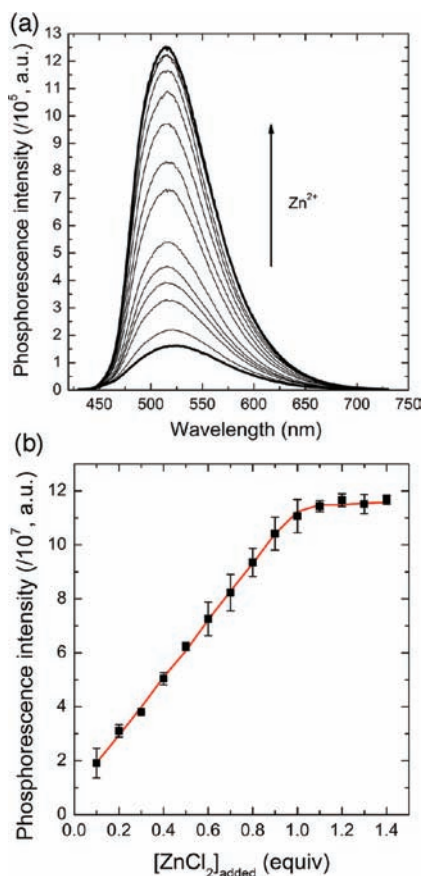 (a)
Phosphorescence intensity (/10⁵, a.u.)
13
12
11
10
9
8
7
6
5
4
3
2
1
0
Zn²⁺
450 500 550 600 650 700 750
Wavelength (nm)
(b)
Phosphorescence intensity (/10⁷, a.u.)
14
12
10
8
6
4
2
0
0.0 0.2 0.4 0.6 0.8 1.0 1.2 1.4
[ZnCl₂]added (equiv)